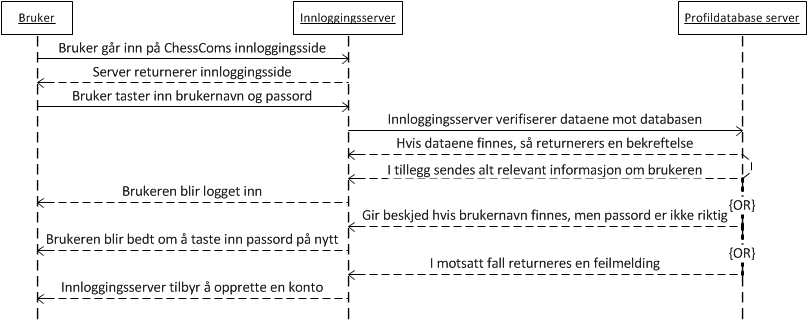 Bruker
Innloggingsserver
Profildatabase server
Bruker går inn på ChessComs innloggingsside
Server returnerer innloggingsside
Bruker taster inn brukernavn og passord
Innloggingsserver verifiserer dataene mot databasen
Hvis dataene finnes, så returnerers en bekreftelse
I tillegg sendes alt relevant informasjon om brukeren
Brukeren blir logget inn
{OR}
Gir beskjed hvis brukernavn finnes, men passord er ikke riktig
Brukeren blir bedt om å taste inn passord på nytt
{OR}
I motsatt fall returneres en feilmelding
Innloggingsserver tilbyr å opprette en konto